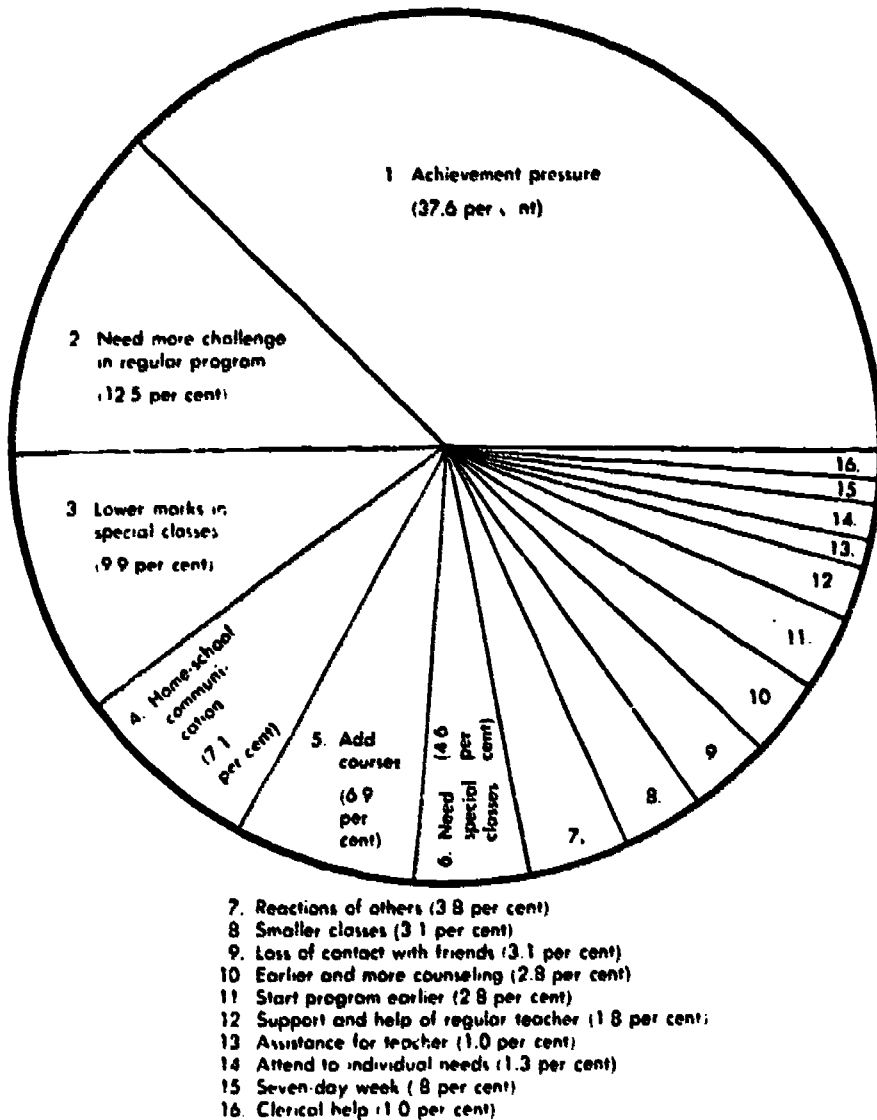 1 Achievement pressure
(37.6 per nt)
2 Need more challenge
in regular program
(12.5 per cent)
3 Lower marks in
special classes
(9.9 per cent)
4. Home-school
communi-
cation
(7.1
per cent)
5. Add
courses
(6.9
per
cent)
6. Need (4.6
special per
classes cent)
7.
8.
9
10
11.
12
13.
14.
15
16.
7. Reactions of others (3.8 per cent)
8 Smaller classes (3.1 per cent)
9. Loss of contact with friends (3.1 per cent)
10 Earlier and more counseling (2.8 per cent)
11 Start program earlier (2.8 per cent)
12 Support and help of regular teacher (1.8 per cent)
13 Assistance for teacher (1.0 per cent)
14 Attend to individual needs (1.3 per cent)
15 Seven-day week (.8 per cent)
16. Clerical help (1.0 per cent)